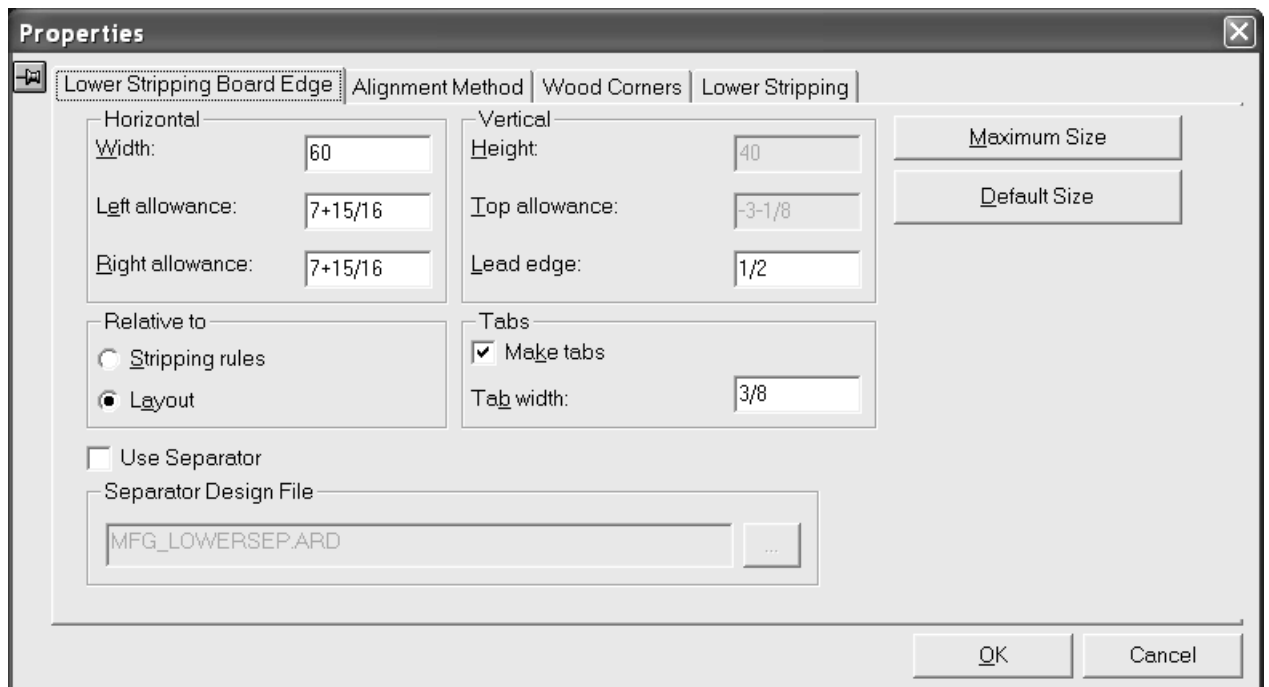 Properties
Lower Stripping Board Edge Alignment Method Wood Corners Lower Stripping
Horizontal
Width: 60
Left allowance: 7+15/16
Right allowance: 7+15/16
Vertical
Height: 40
Top allowance: -3-1/8
Lead edge: 1/2
Maximum Size
Default Size
Relative to
Stripping rules
Layout
Tabs
Make tabs
Tab width: 3/8
Use Separator
Separator Design File
MFG_LOWERSEP.ARD ...
OK Cancel